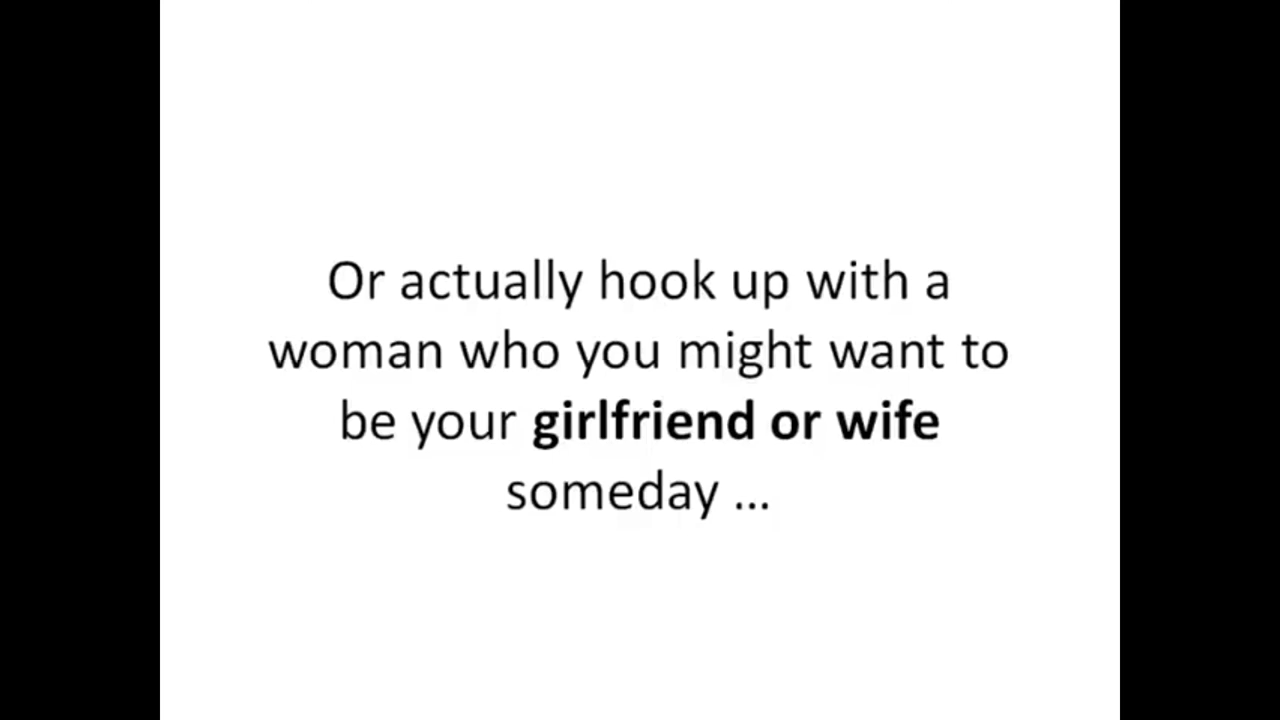 Or actually hook up with a
woman who you might want to
be your girlfriend or wife
someday ...